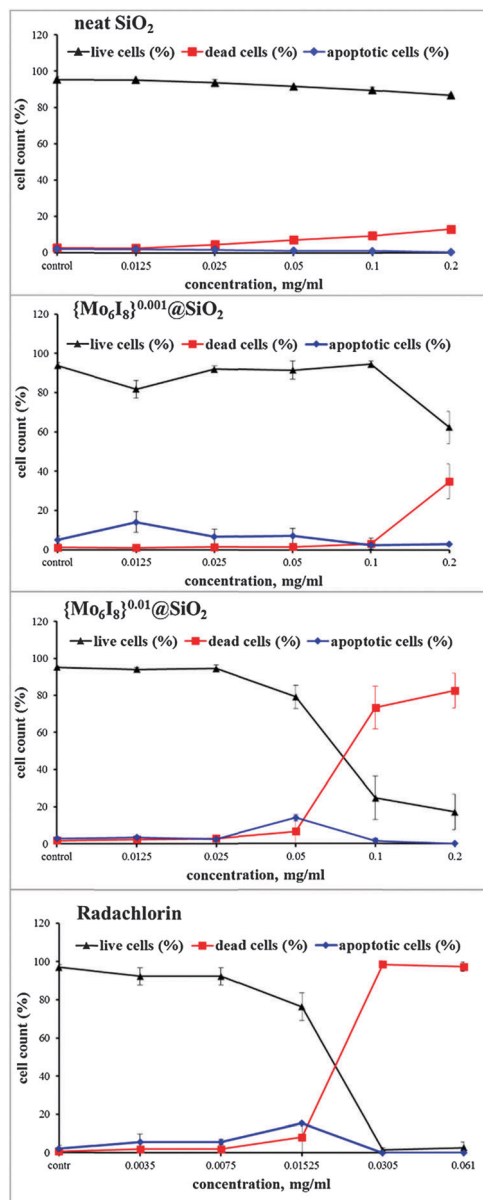 neat SiO₂
live cells (%) dead cells (%) apoptotic cells (%)
120
100
80
60
40
20
0
cell count (%)
control 0.0125 0.025 0.05 0.1 0.2
concentration, mg/ml
{Mo₆I₈}⁰·⁰⁰¹@SiO₂
live cells (%) dead cells (%) apoptotic cells (%)
120
100
80
60
40
20
0
cell count (%)
control 0.0125 0.025 0.05 0.1 0.2
concentration, mg/ml
{Mo₆I₈}⁰·⁰¹@SiO₂
live cells (%) dead cells (%) apoptotic cells (%)
120
100
80
60
40
20
0
cell count (%)
control 0.0125 0.025 0.05 0.1 0.2
concentration, mg/ml
Radachlorin
live cells (%) dead cells (%) apoptotic cells (%)
120
100
80
60
40
20
0
cell count (%)
contr 0.0035 0.0075 0.01525 0.0305 0.061
concentration, mg/ml